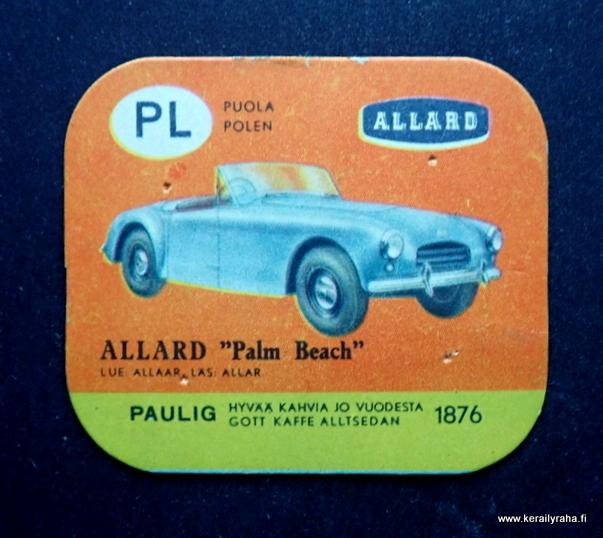 PL
PUOLA
POLEN
ALLARD
ALLARD "Palm Beach"
LUE: ALLAAR, LÄS: ALLAR
PAULIG HYVÄÄ KAHVIA JO VUODESTA 1876
GOTT KAFFE ALLTSEDAN
www.kerailyraha.fi